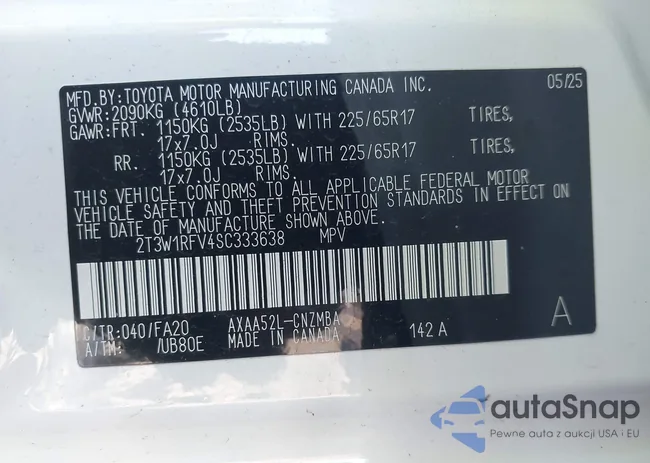 MFD.BY:TOYOTA MOTOR MANUFACTURING CANADA INC. 05/25
GVWR:2090KG (4610LB)
GAWR:FRT. 1150KG (2535LB) WITH 225/65R17 TIRES,
17x7.0J RIMS.
RR. 1150KG (2535LB) WITH 225/65R17 TIRES,
17x7.0J RIMS.
THIS VEHICLE CONFORMS TO ALL APPLICABLE FEDERAL MOTOR
VEHICLE SAFETY AND THEFT PREVENTION STANDARDS IN EFFECT ON
THE DATE OF MANUFACTURE SHOWN ABOVE.
2T3W1RFV4SC333638 MPV
C/TR:040/FA20 AXAA52L-CNZMBA
A/TM: /UB80E MADE IN CANADA 142 A
A
autaSnap
Pewne auta z aukcji USA i EU